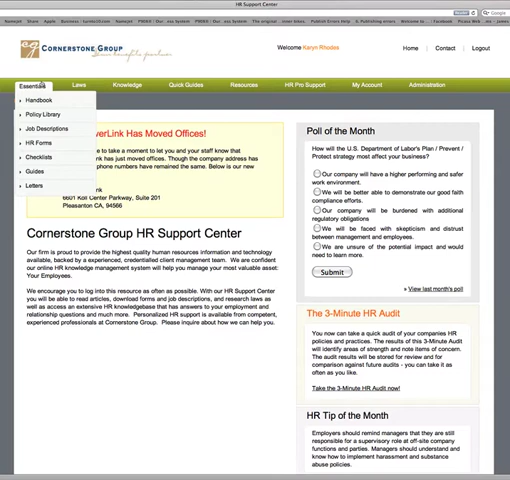 HR Support Center
CORNERSTONE GROUP
Your benefits partner
Welcome Karyn Rhodes
Home
Contact
Logout
Essentials
Laws
Knowledge
Quick Guides
Resources
HR Pro Support
My Account
Administration
Handbook
Policy Library
Job Descriptions
HR Forms
Checklists
Guides
Letters
verLink Has Moved Offices!
e to take a moment to let you and your staff know that
nk has just moved offices. Though the company address has
phone numbers have remained the same. Below is our new
nk
6601 Koll Center Parkway, Suite 201
Pleasanton CA, 94566
Cornerstone Group HR Support Center
Our firm is proud to provide the highest quality human resources information and technology
available, backed by a experienced, credentialled client management team. We are confident
our online HR knowledge management system will help you manage your most valuable asset:
Your Employees.
We encourage you to log into this resource as often as possible. With our HR Support Center
you will be able to read articles, download forms and job descriptions, and research laws as
well as access an extensive HR knowledgebase that has answers to your employment and
relationship questions and much more. Personalized HR support is available from competent,
experienced professionals at Cornerstone Group. Please inquire about how we can help you.
Poll of the Month
How will the U.S. Department of Labor's Plan / Prevent /
Protect strategy most affect your business?
Our company will have a higher performing and safer
work environment.
We will be better able to demonstrate our good faith
compliance efforts.
Our company will be burdened with additional
regulatory obligations
We will be faced with skepticism and distrust
between management and employees.
We are unsure of the potential impact and would
need to learn more.
Submit
» View last month's poll
The 3-Minute HR Audit
You now can take a quick audit of your companies HR
policies and practices. The results of this 3-Minute Audit
will identify areas of strength and note items of concern.
The audit results will be stored for review and for
comparison against future audits - you can take it as
often as you like.
Take the 3-Minute HR Audit now!
HR Tip of the Month
Employers should remind managers that they are still
responsible for a supervisory role at off-site company
functions and parties. Managers should understand and
know how to implement harassment and substance
abuse policies.